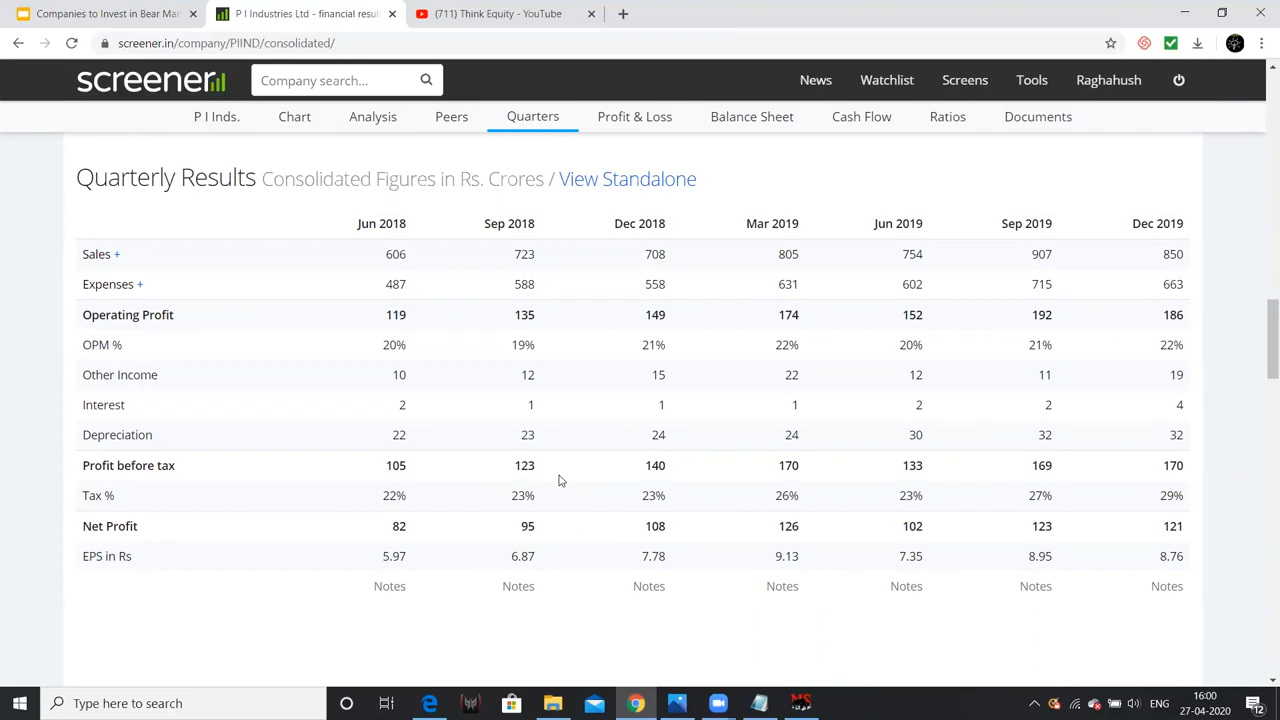 Companies to Invest in Bear Mar
P I Industries Ltd - financial resul
(711) Think Equity - YouTube
screener.in/company/PIIND/consolidated/
screener
Company search...
News Watchlist Screens Tools Raghahush
P I Inds. Chart Analysis Peers Quarters Profit & Loss Balance Sheet Cash Flow Ratios Documents
Quarterly Results Consolidated Figures in Rs. Crores / View Standalone
Jun 2018 Sep 2018 Dec 2018 Mar 2019 Jun 2019 Sep 2019 Dec 2019
Sales + 606 723 708 805 754 907 850
Expenses + 487 588 558 631 602 715 663
Operating Profit 119 135 149 174 152 192 186
OPM % 20% 19% 21% 22% 20% 21% 22%
Other Income 10 12 15 22 12 11 19
Interest 2 1 1 1 2 2 4
Depreciation 22 23 24 24 30 32 32
Profit before tax 105 123 140 170 133 169 170
Tax % 22% 23% 23% 26% 23% 27% 29%
Net Profit 82 95 108 126 102 123 121
EPS in Rs 5.97 6.87 7.78 9.13 7.35 8.95 8.76
Notes Notes Notes Notes Notes Notes Notes
Type here to search
ENG
16:00
27-04-2020
12